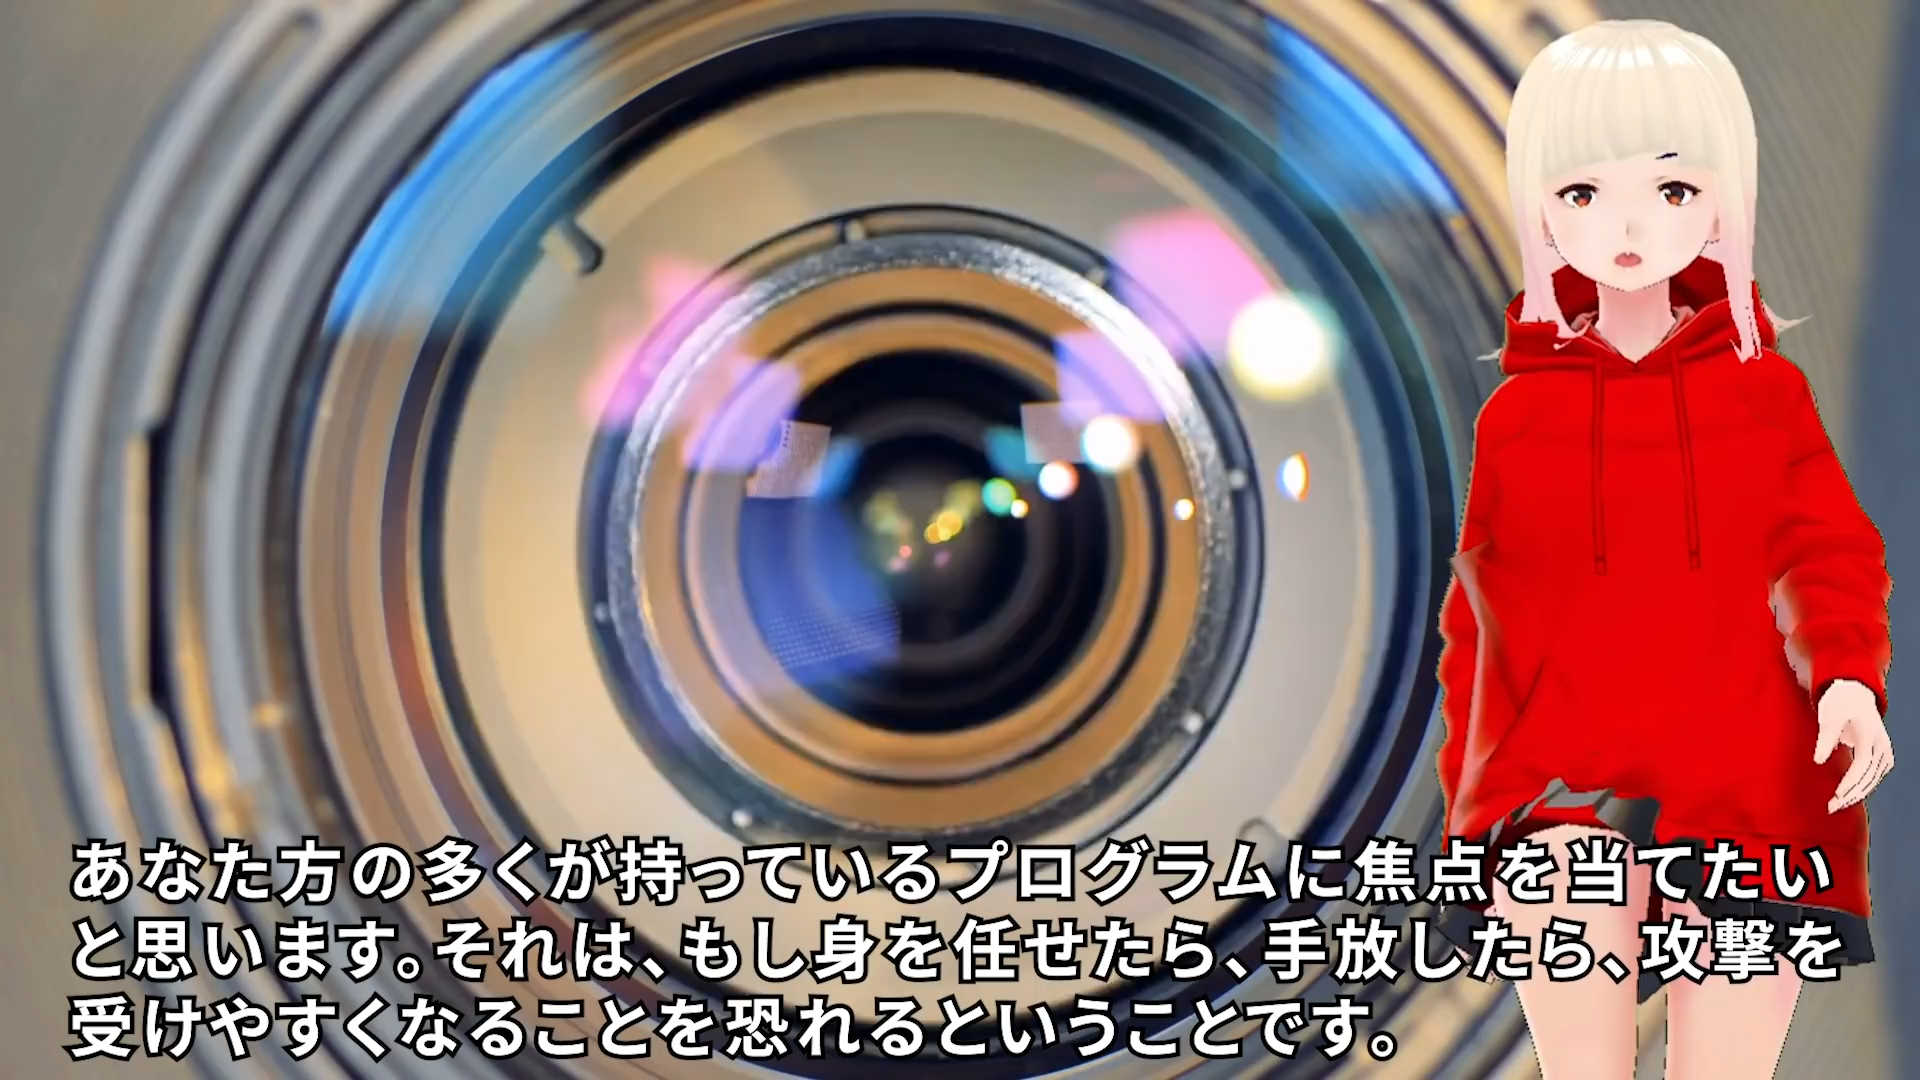 あなた方の多くが持っているプログラムに焦点を当てたい
と思います。それは、もし身を任せたら、手放したら、攻撃を
受けやすくなることを恐れるということです。